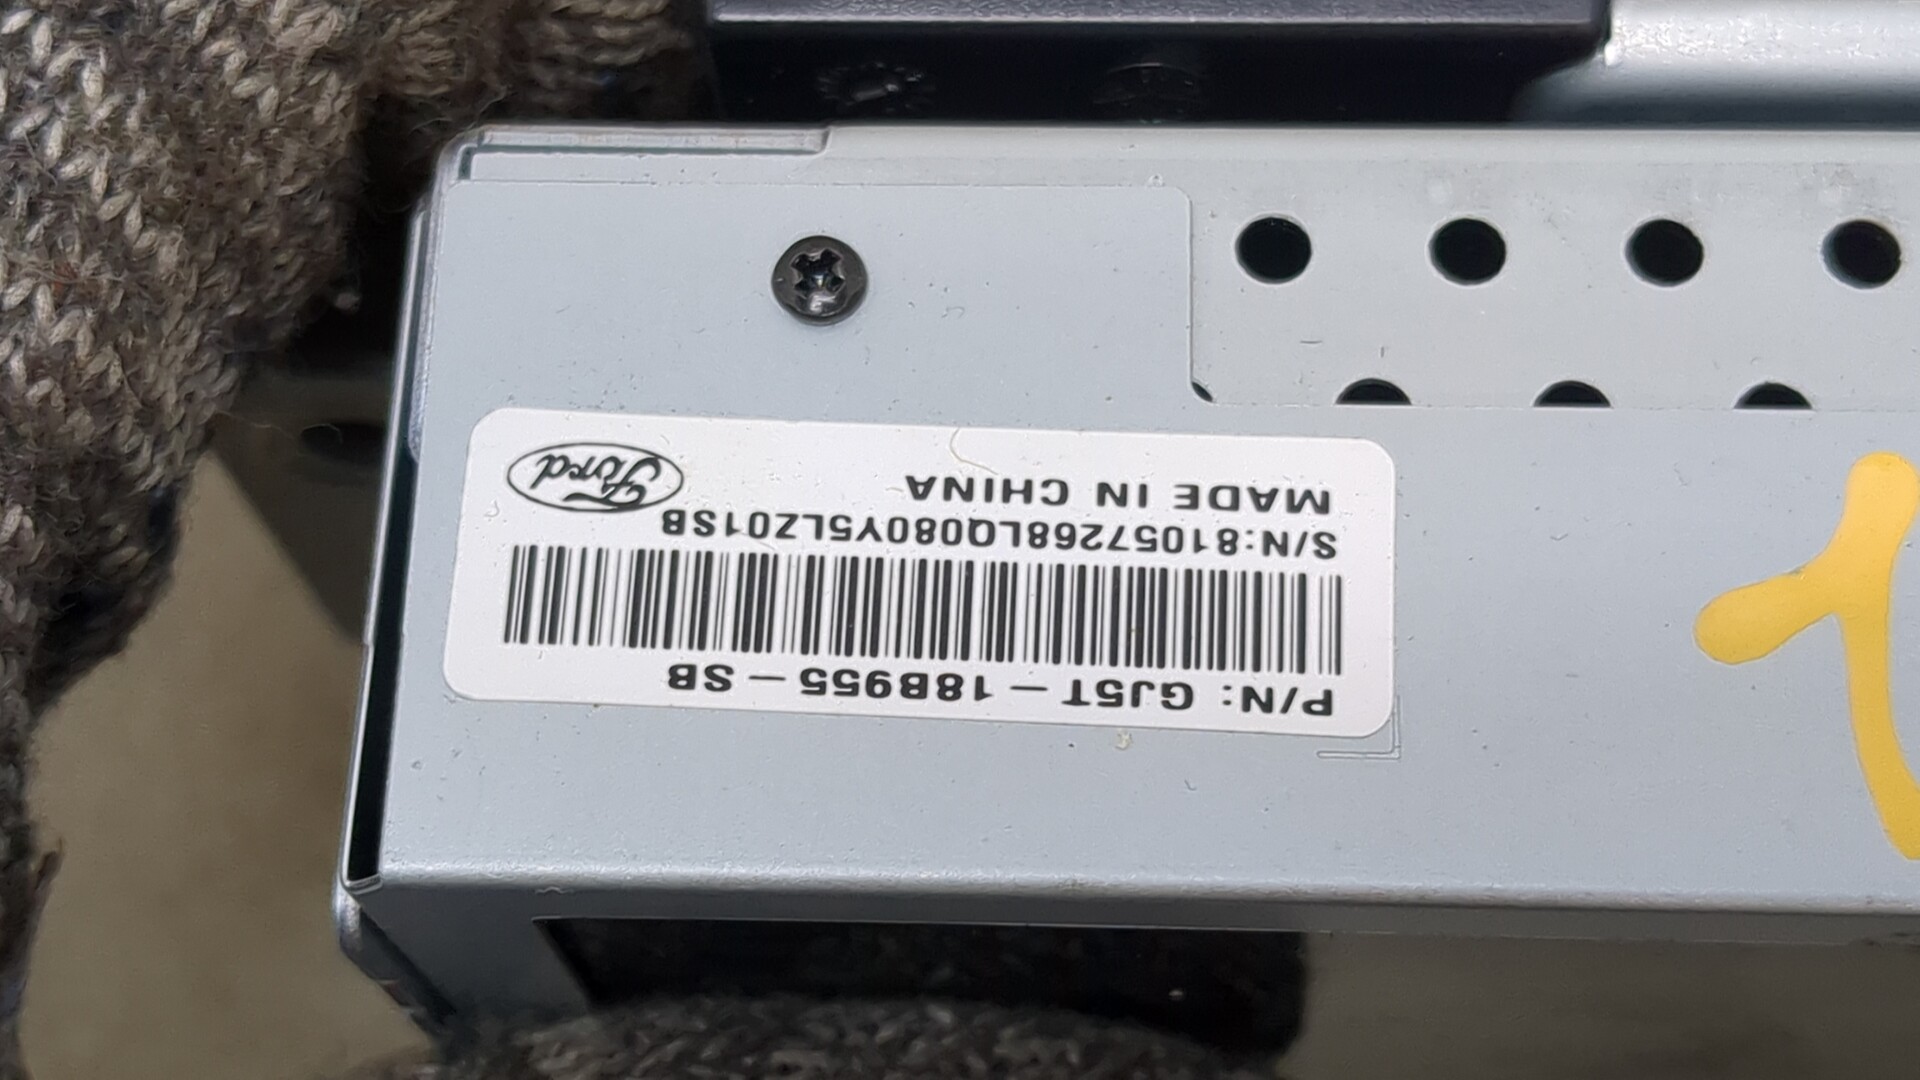 P/N: GJ5T-18B955-SB
S/N:81057268LQ080Y5LZ01SB
MADE IN CHINA
Ford